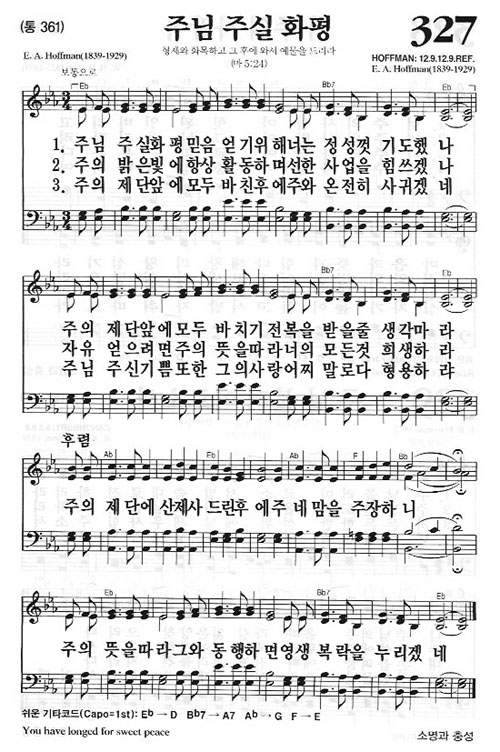 (통 361)
주님 주실 화평
327
형제와 화목하고 그 후에 와서 예물을 드리라
(마 5:24)
E. A. Hoffman(1839-1929)
HOFFMAN: 12.9.12.9.REF.
E. A. Hoffman(1839-1929)
보통으로
Eb Bb7 Eb
1. 주님 주실화 평믿음 얻기위 해너는 정성껏 기도했 나
2. 주의 밝은빛 에항상 활동하 며선한 사업을 힘쓰겠 나
3. 주의 제단앞 에모두 바친후 에주와 온전히 사귀겠 네
Bb7 Eb
주의 제단앞 에모두 바치기 전복을 받을줄 생각마 라
자유 얻으려 면주의 뜻을따 라너의 모든것 희생하 라
주님 주신기 쁨또한 그의사 랑어찌 말로다 형용하 랴
후렴
Ab Eb Ab F Bb
주의 제단에 산제사 드린후 에주 네맘을 주장하 니
Eb Bb7 Eb
주의 뜻을따 라그와 동행하 면영생 복락을 누리겠 네
쉬운 기타코드(Capo=1st): Eb → D Bb7 → A7 Ab → G F → E
You have longed for sweet peace
소명과 충성